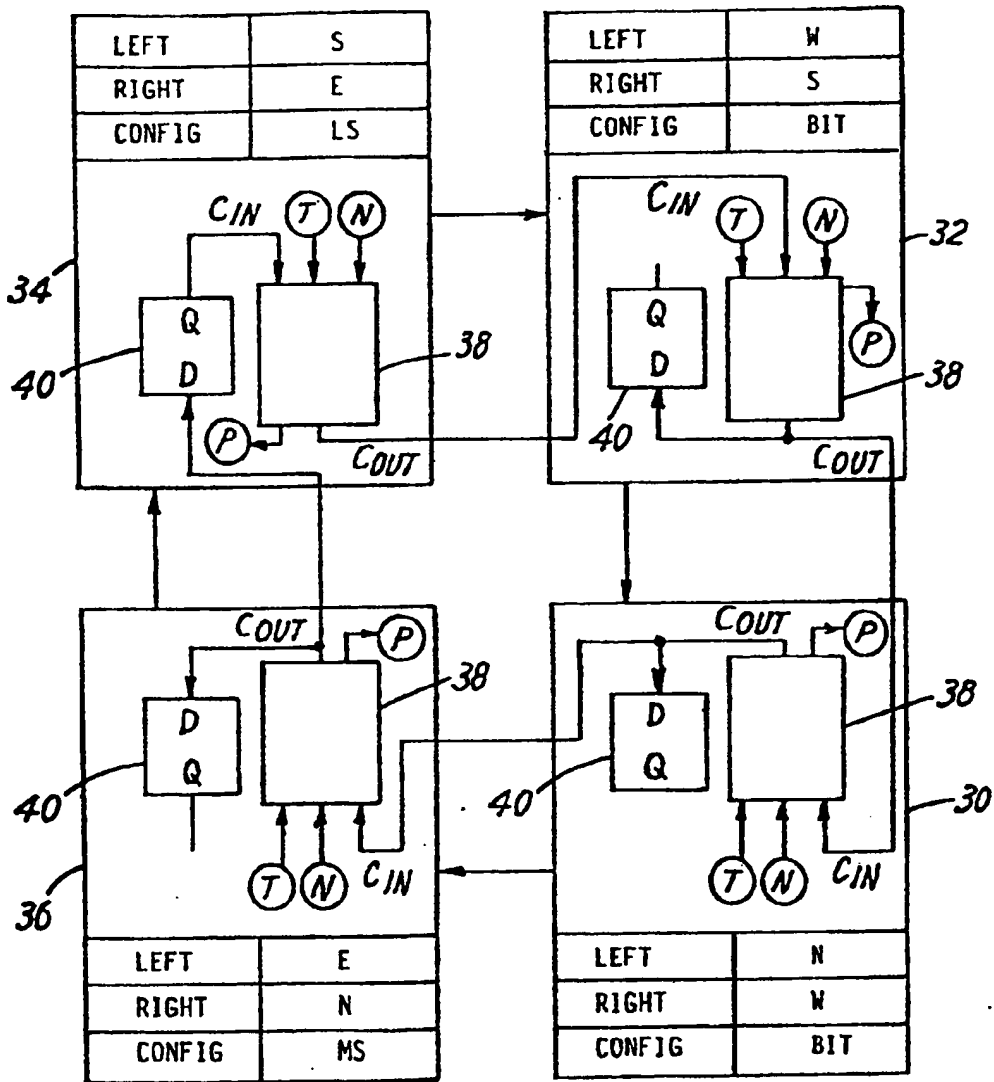 LEFT S
RIGHT E
CONFIG LS
CIN T N
34
Q
D
40
38
P
COUT
LEFT W
RIGHT S
CONFIG BIT
CIN
T N
32
Q
D
P
40
38
COUT
COUT P
38
D
Q
40
T N CIN
36
LEFT E
RIGHT N
CONFIG MS
COUT P
38
D
Q
40
30
T N CIN
LEFT N
RIGHT W
CONFIG BIT